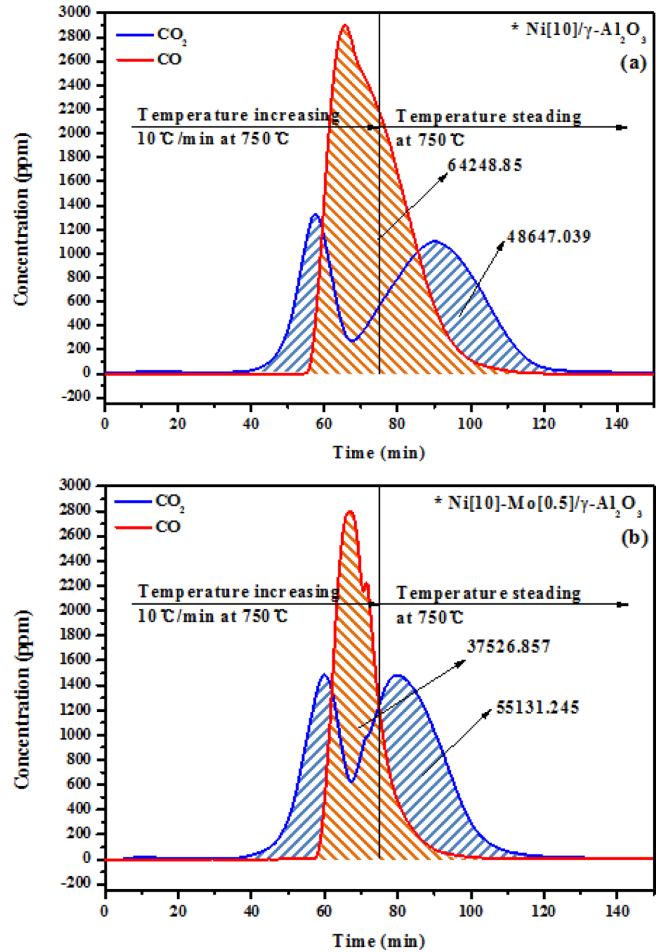 3000
2800
2600
2400
2200
2000
1800
1600
1400
1200
1000
800
600
400
200
0
-200
Concentration (ppm)
CO₂
CO
* Ni[10]/γ-Al₂O₃
(a)
Temperature increasing
10℃/min at 750℃
Temperature steading
at 750℃
64248.85
48647.039
0 20 40 60 80 100 120 140
Time (min)
3000
2800
2600
2400
2200
2000
1800
1600
1400
1200
1000
800
600
400
200
0
-200
Concentration (ppm)
CO₂
CO
* Ni[10]-Mo[0.5]/γ-Al₂O₃
(b)
Temperature increasing
10℃/min at 750℃
Temperature steading
at 750℃
37526.857
55131.245
0 20 40 60 80 100 120 140
Time (min)